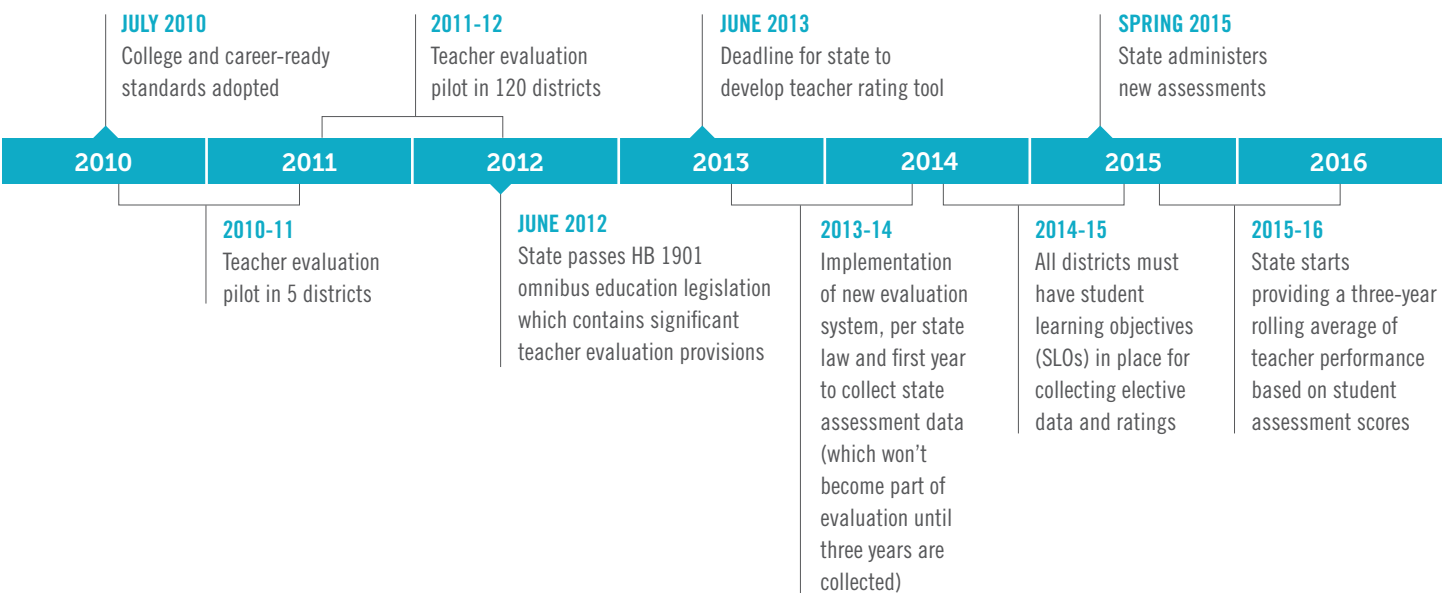 JULY 2010
College and career-ready
standards adopted
2011-12
Teacher evaluation
pilot in 120 districts
JUNE 2013
Deadline for state to
develop teacher rating tool
SPRING 2015
State administers
new assessments
2010
2011
2012
2013
2014
2015
2016
2010-11
Teacher evaluation
pilot in 5 districts
JUNE 2012
State passes HB 1901
omnibus education legislation
which contains significant
teacher evaluation provisions
2013-14
Implementation
of new evaluation
system, per state
law and first year
to collect state
assessment data
(which won't
become part of
evaluation until
three years are
collected)
2014-15
All districts must
have student
learning objectives
(SLOs) in place for
collecting elective
data and ratings
2015-16
State starts
providing a three-year
rolling average of
teacher performance
based on student
assessment scores